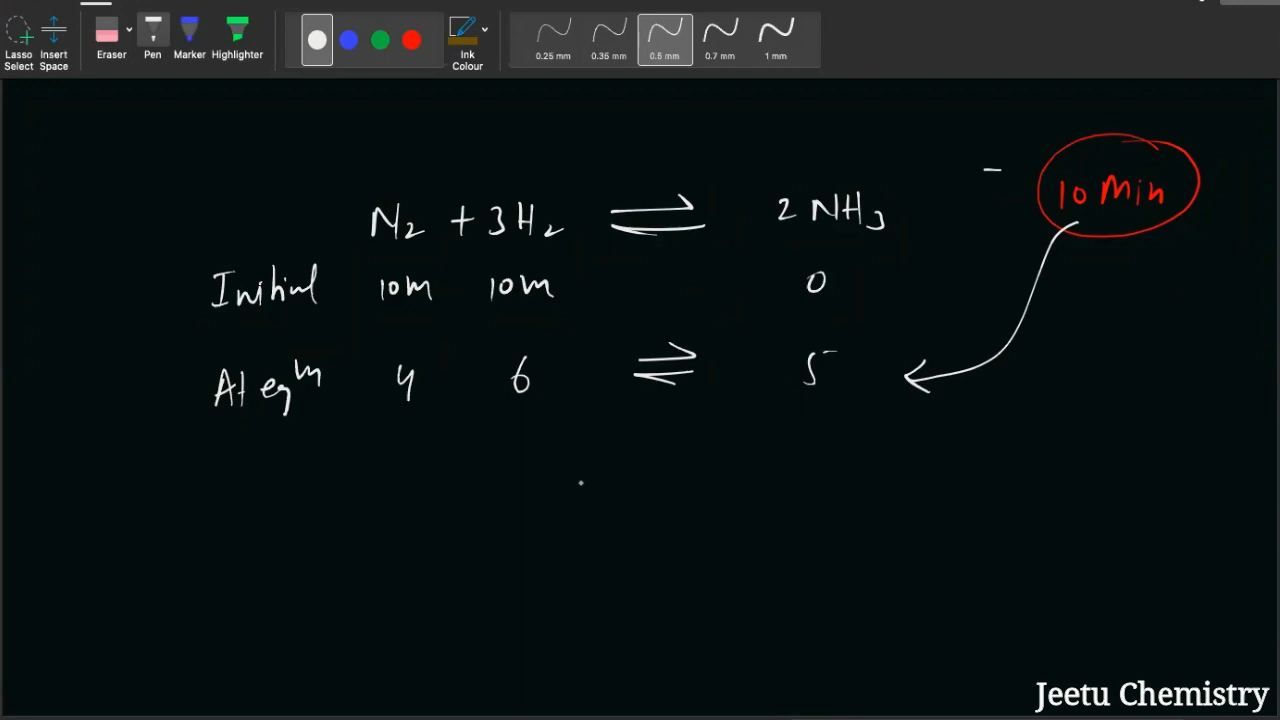 Lasso Select
Insert Space
Eraser
Pen
Marker
Highlighter
Ink Colour
0.25 mm
0.35 mm
0.5 mm
0.7 mm
1 mm
10 Min
N₂ + 3H₂ ⇌ 2 NH₃
Initial 10m 10m 0
At eqᵐ 4 6 ⇌ 5
Jeetu Chemistry